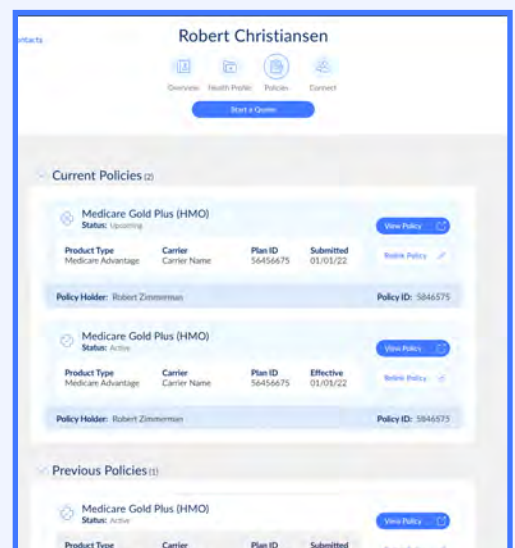 ontacts
Robert Christiansen
Overview Health Profile Policies Connect
Start a Quote
Current Policies (2)
Medicare Gold Plus (HMO)
Status: Upcoming
View Policy
Product Type Carrier Plan ID Submitted
Medicare Advantage Carrier Name 56456675 01/01/22
Relink Policy
Policy Holder: Robert Zimmerman Policy ID: 5846575
Medicare Gold Plus (HMO)
Status: Active
View Policy
Product Type Carrier Plan ID Effective
Medicare Advantage Carrier Name 56456675 01/01/22
Relink Policy
Policy Holder: Robert Zimmerman Policy ID: 5846575
Previous Policies (1)
Medicare Gold Plus (HMO)
Status: Active
View Policy
Product Type Carrier Plan ID Submitted